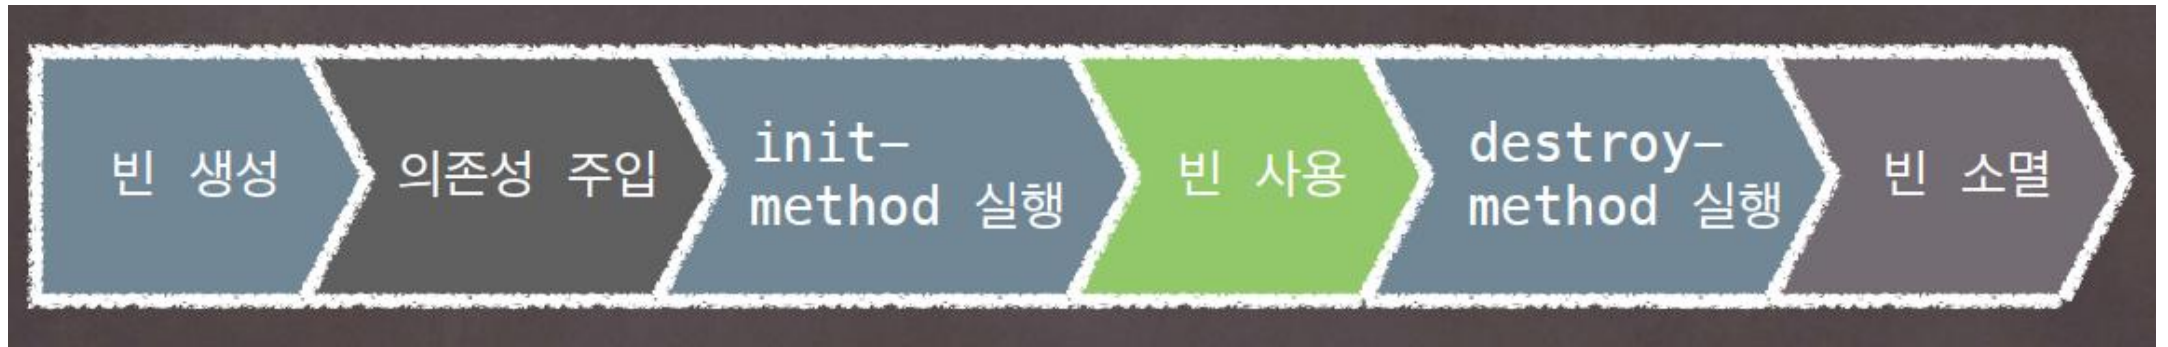 빈 생성
의존성 주입
init–
method 실행
빈 사용
destroy–
method 실행
빈 소멸